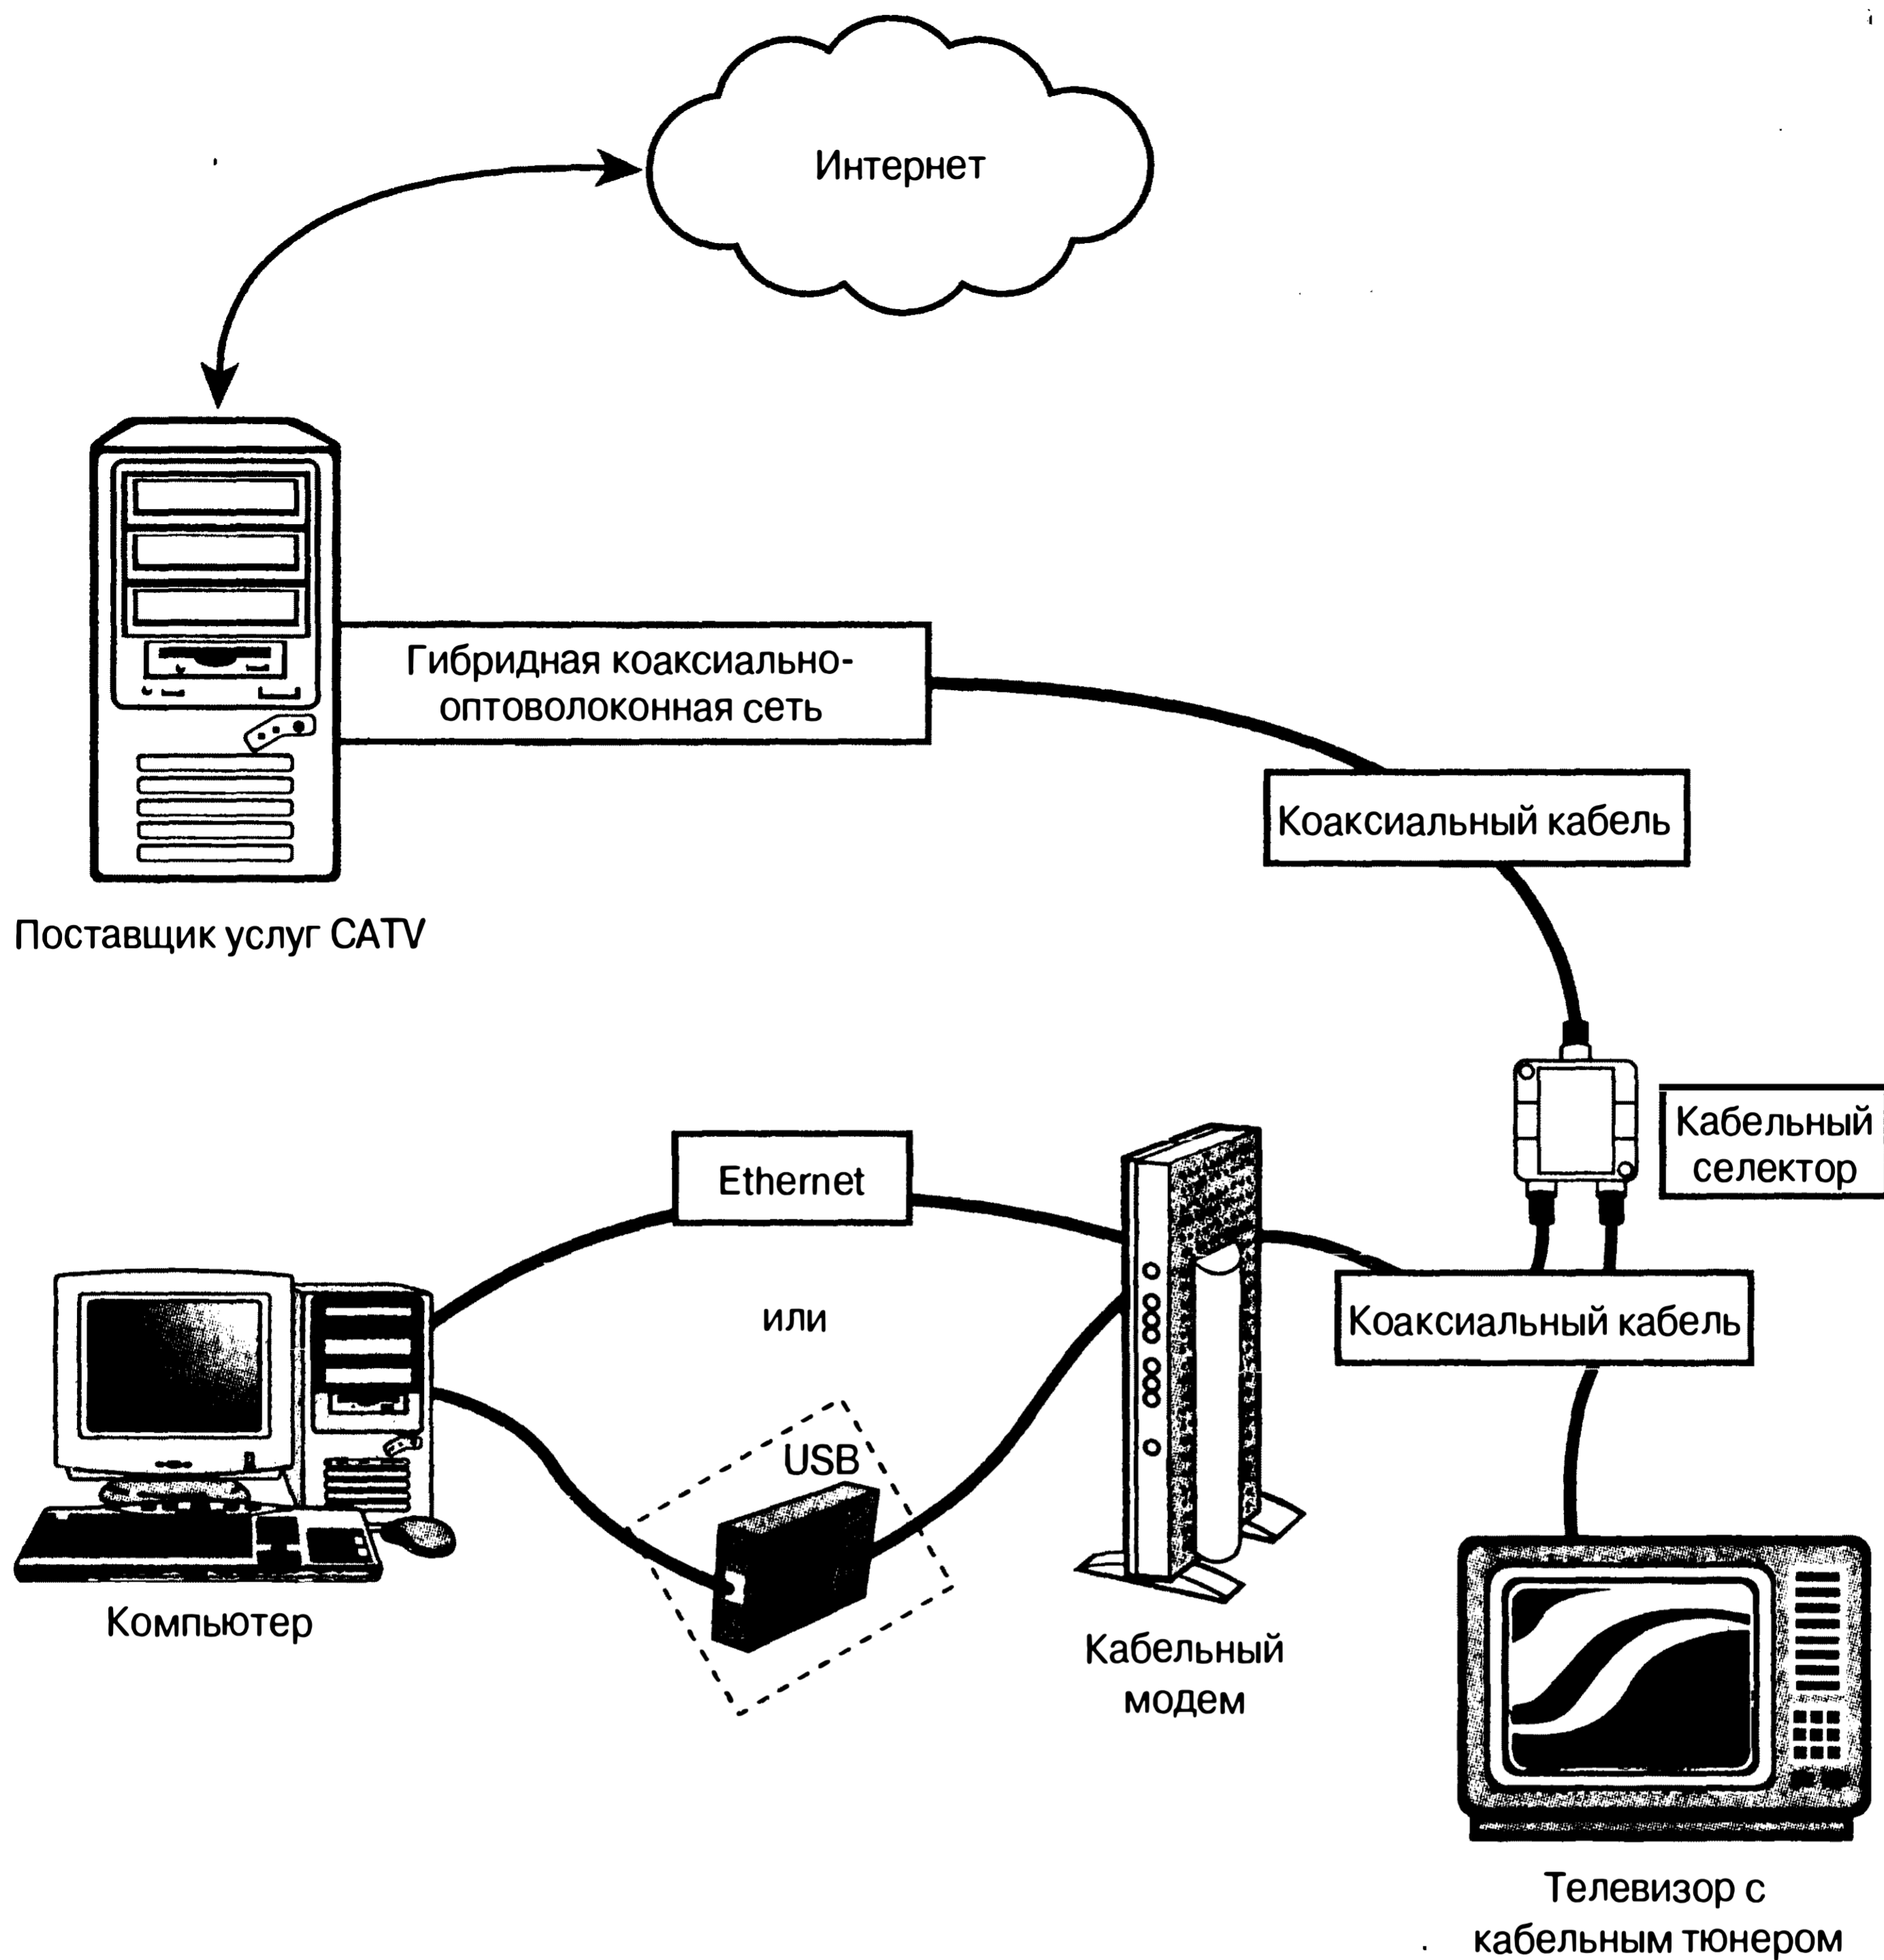 Интернет
Гибридная коаксиально-
оптоволоконная сеть
Коаксиальный кабель
Поставщик услуг CATV
Кабельный
селектор
Ethernet
или
Коаксиальный кабель
USB
Компьютер
Кабельный
модем
Телевизор с
кабельным тюнером